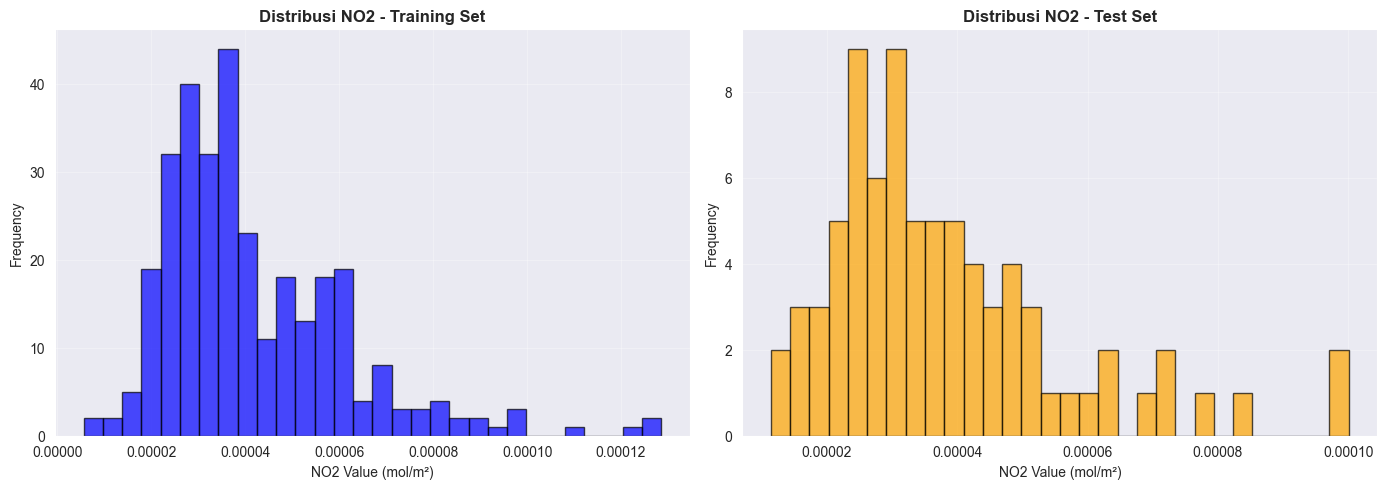 Distribusi NO2 - Training Set
Frequency
40
30
20
10
0
0.00000 0.00002 0.00004 0.00006 0.00008 0.00010 0.00012
NO2 Value (mol/m²)
Distribusi NO2 - Test Set
Frequency
8
6
4
2
0
0.00002 0.00004 0.00006 0.00008 0.00010
NO2 Value (mol/m²)